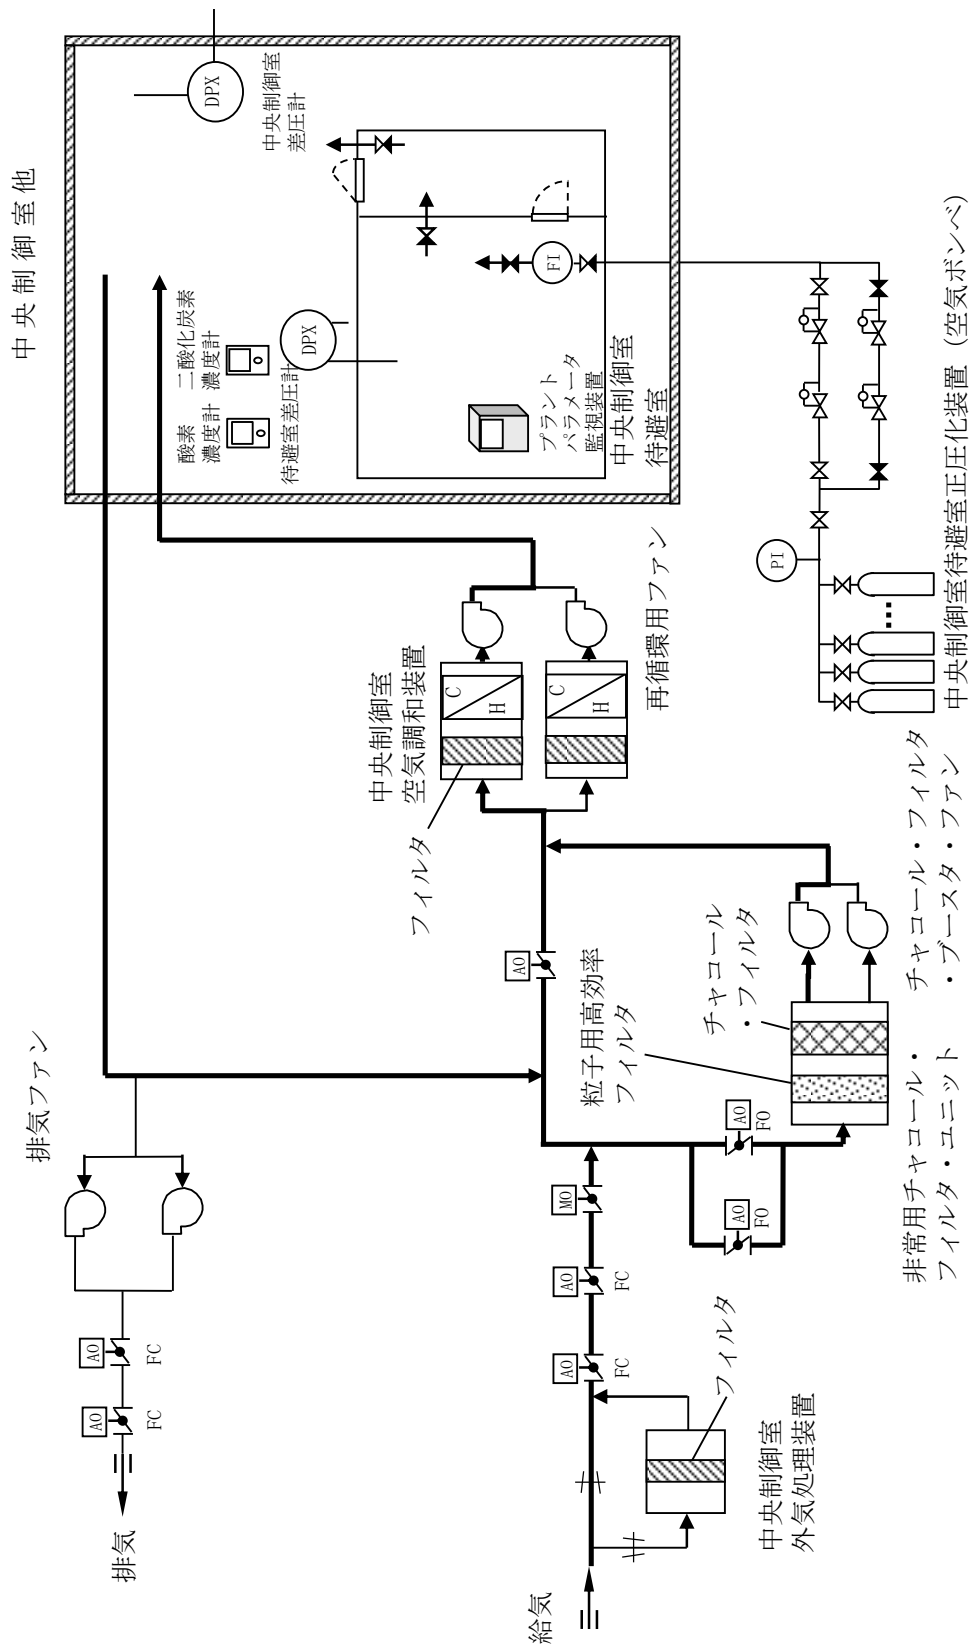 中央制御室他
DPX
中央制御室
差圧計
二酸化炭素
濃度計
酸素
濃度計
DPX
待避室差圧計
FI
プラント
パラメータ
監視装置
中央制御室
待避室
PI
中央制御室待避室正圧化装置（空気ボンベ）
中央制御室
空気調和装置
フィルタ
C
H
C
H
再循環用ファン
AO
排気ファン
粒子用高効率
フィルタ
チャコール
・フィルタ
チャコール・フィルタ
・ブースタ・ファン
非常用チャコール・
フィルタ・ユニット
AO
FO
AO
FO
MO
AO
FC
AO
FC
AO
FC
AO
FC
排気
給気
フィルタ
中央制御室
外気処理装置